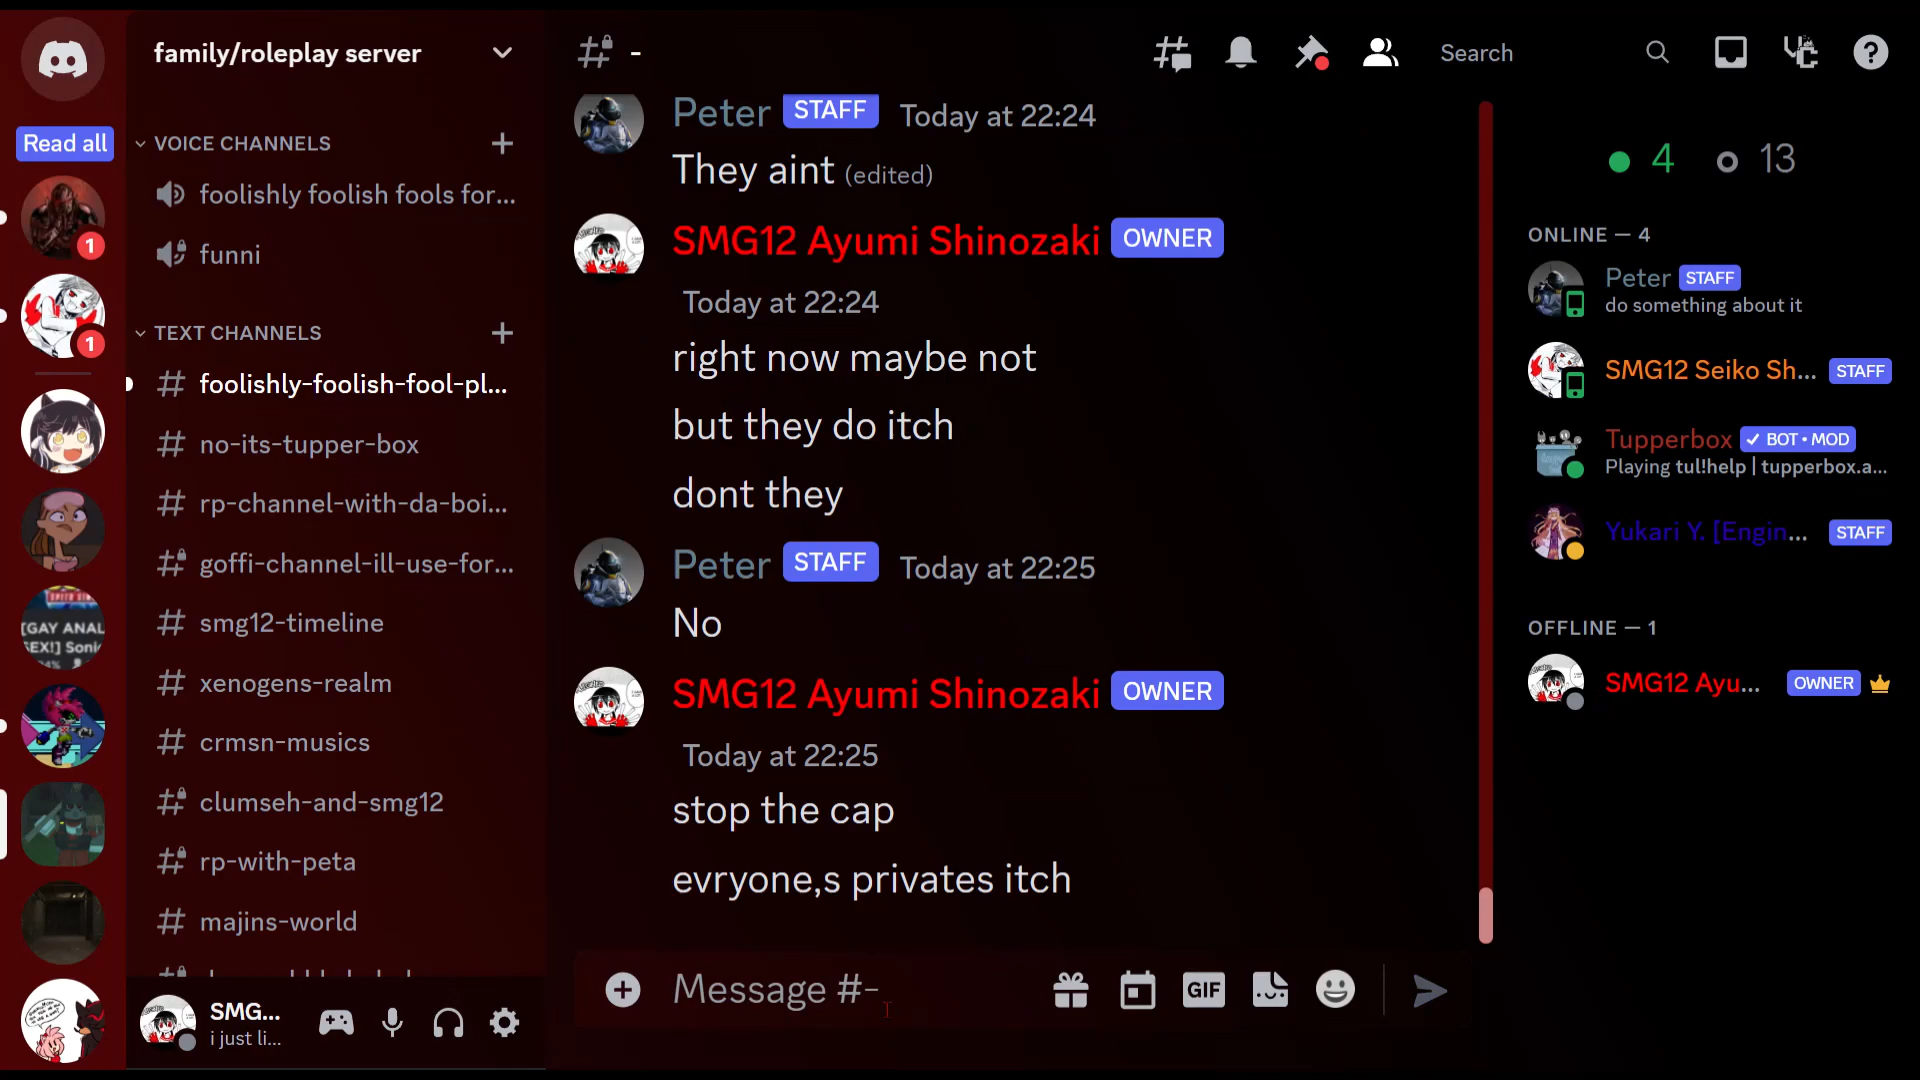 family/roleplay server
Read all
VOICE CHANNELS
foolishly foolish fools for...
funni
TEXT CHANNELS
foolishly-foolish-fool-pl...
no-its-tupper-box
rp-channel-with-da-boi...
goffi-channel-ill-use-for...
smg12-timeline
xenogens-realm
crmsn-musics
clumseh-and-smg12
rp-with-peta
majins-world
1
1
[GAY ANAL
SEX!] Soni
SMG...
i just li...
-
Search
Peter STAFF Today at 22:24
They aint (edited)
SMG12 Ayumi Shinozaki OWNER
Today at 22:24
right now maybe not
but they do itch
dont they
Peter STAFF Today at 22:25
No
SMG12 Ayumi Shinozaki OWNER
Today at 22:25
stop the cap
evryone,s privates itch
Message #-
GIF
4 13
ONLINE — 4
Peter STAFF
do something about it
SMG12 Seiko Sh... STAFF
Tupperbox ✓ BOT • MOD
Playing tul!help | tupperbox.a...
Yukari Y. [Engin... STAFF
OFFLINE — 1
SMG12 Ayu... OWNER